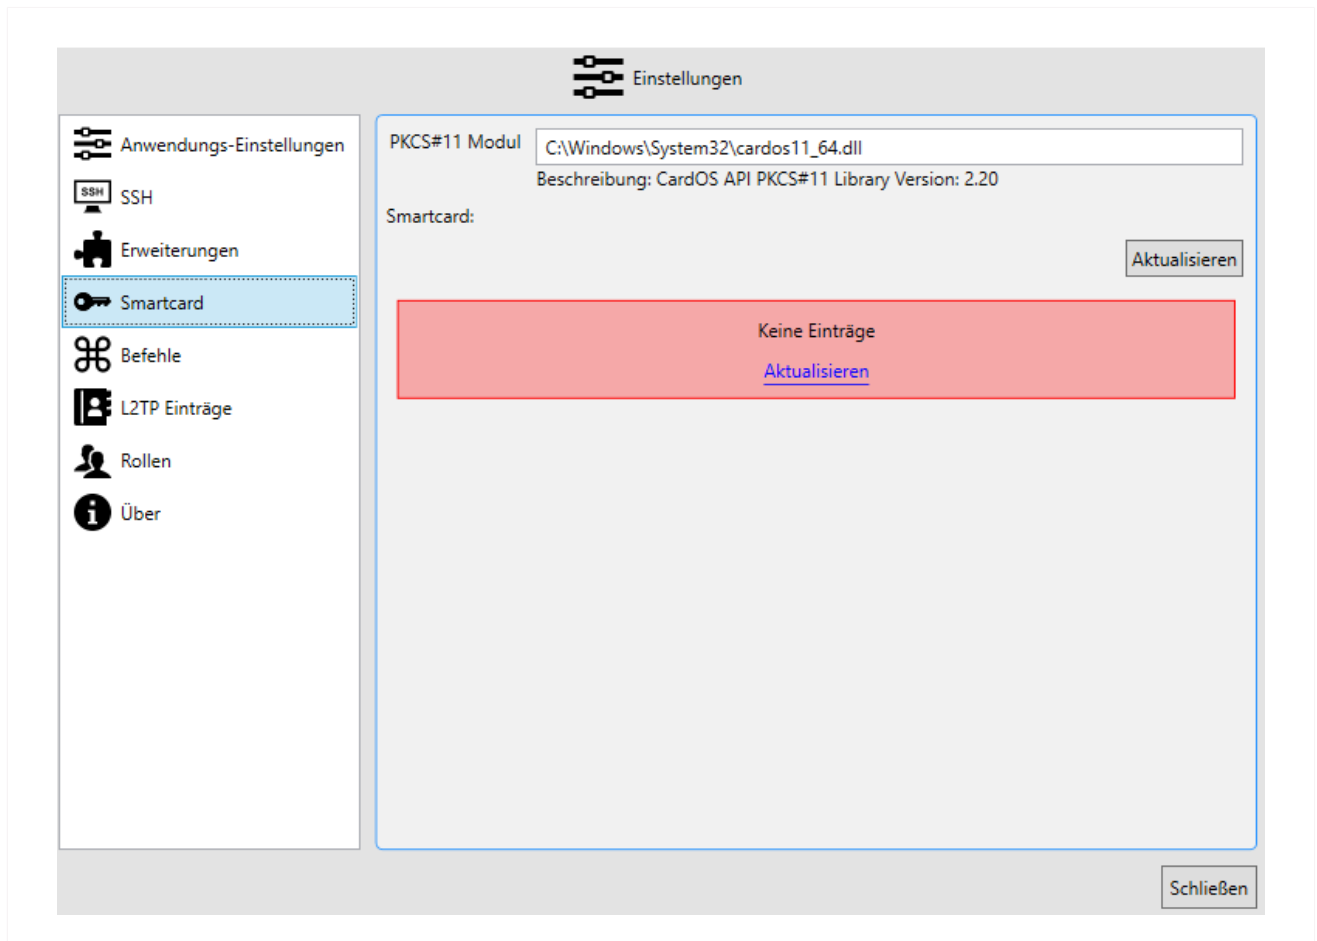 Einstellungen
Anwendungs-Einstellungen
SSH
SSH
Erweiterungen
Smartcard
Befehle
L2TP Einträge
Rollen
Über
PKCS#11 Modul
C:\Windows\System32\cardos11_64.dll
Beschreibung: CardOS API PKCS#11 Library Version: 2.20
Smartcard:
Aktualisieren
Keine Einträge
Aktualisieren
Schließen